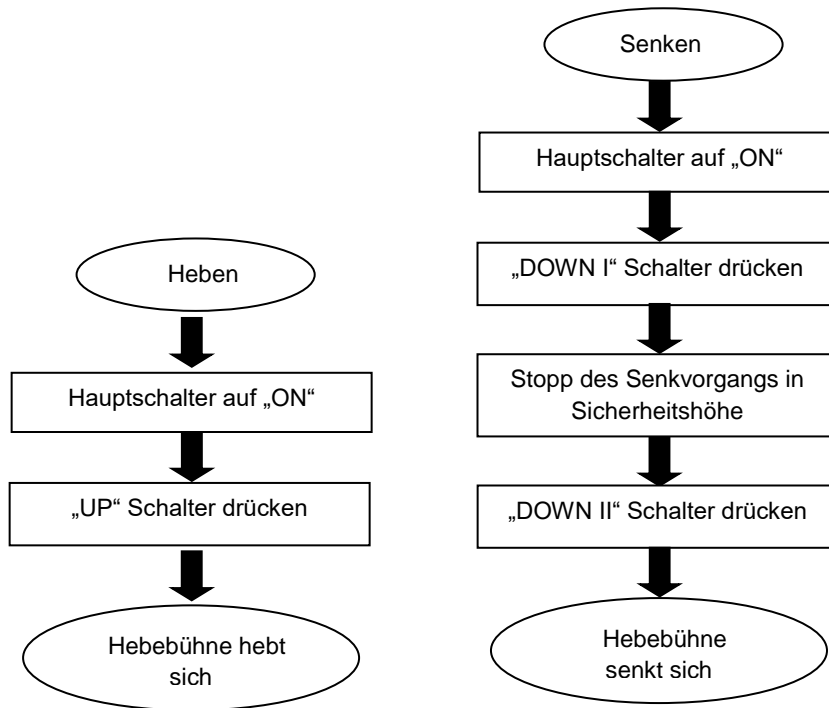 Heben
Hauptschalter auf „ON“
„UP“ Schalter drücken
Hebebühne hebt
sich
Senken
Hauptschalter auf „ON“
„DOWN I“ Schalter drücken
Stopp des Senkvorgangs in
Sicherheitshöhe
„DOWN II“ Schalter drücken
Hebebühne
senkt sich